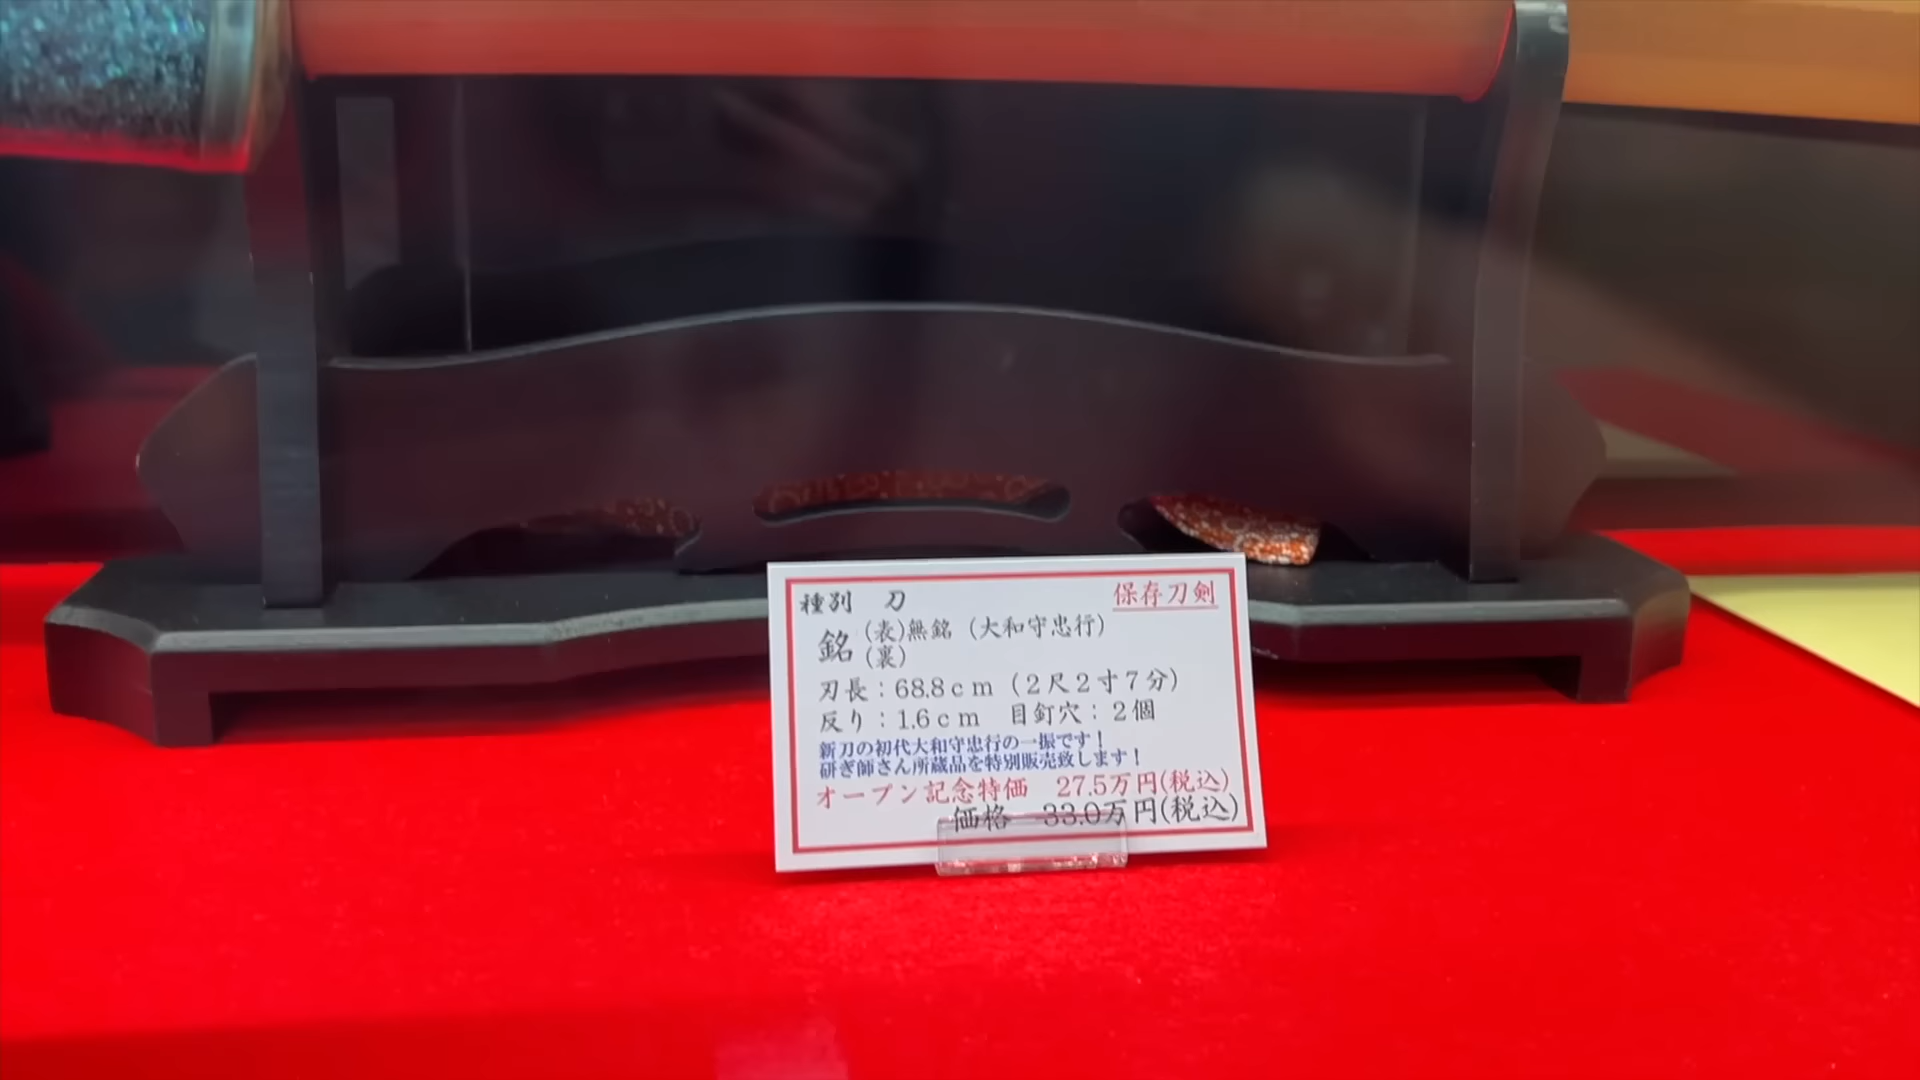 種別 刀 保存刀剣
銘 (表)無銘 (大和守忠行)
(裏)
刃長:68.8cm (2尺2寸7分)
反り:1.6cm 目釘穴:2個
新刀の初代大和守忠行の一振です!
研ぎ師さん所蔵品を特別販売致します!
オープン記念特価 27.5万円(税込)
価格 33.0万円(税込)